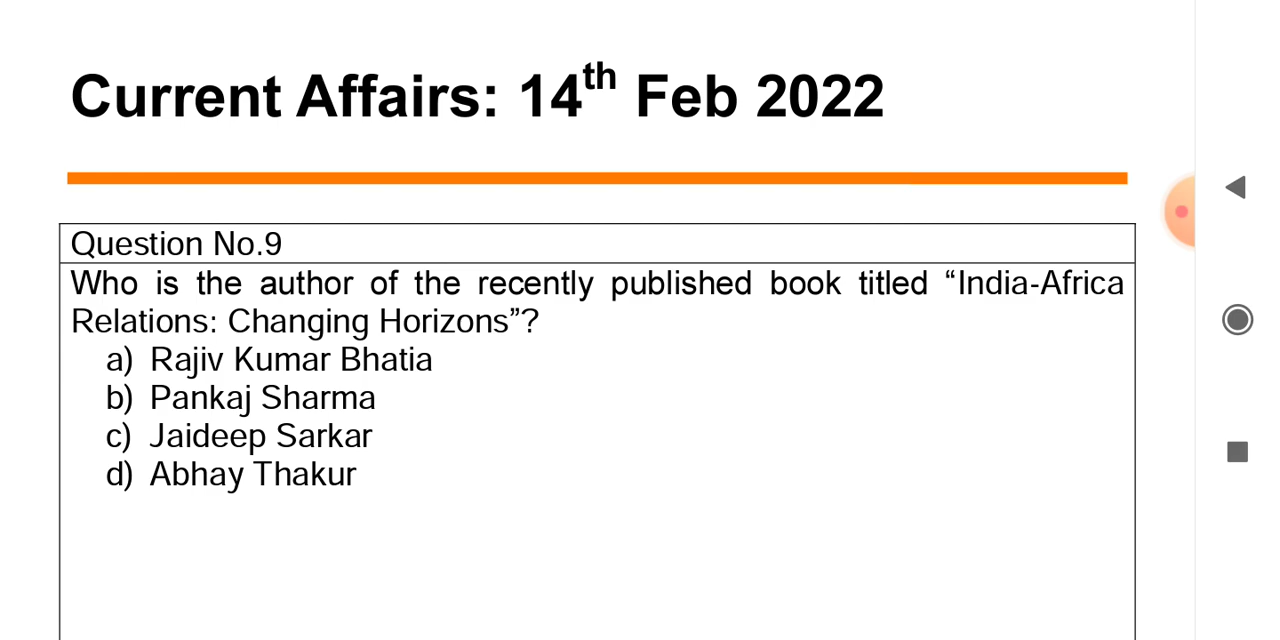 Current Affairs: 14th Feb 2022
Question No.9
Who is the author of the recently published book titled “India-Africa
Relations: Changing Horizons”?
a) Rajiv Kumar Bhatia
b) Pankaj Sharma
c) Jaideep Sarkar
d) Abhay Thakur